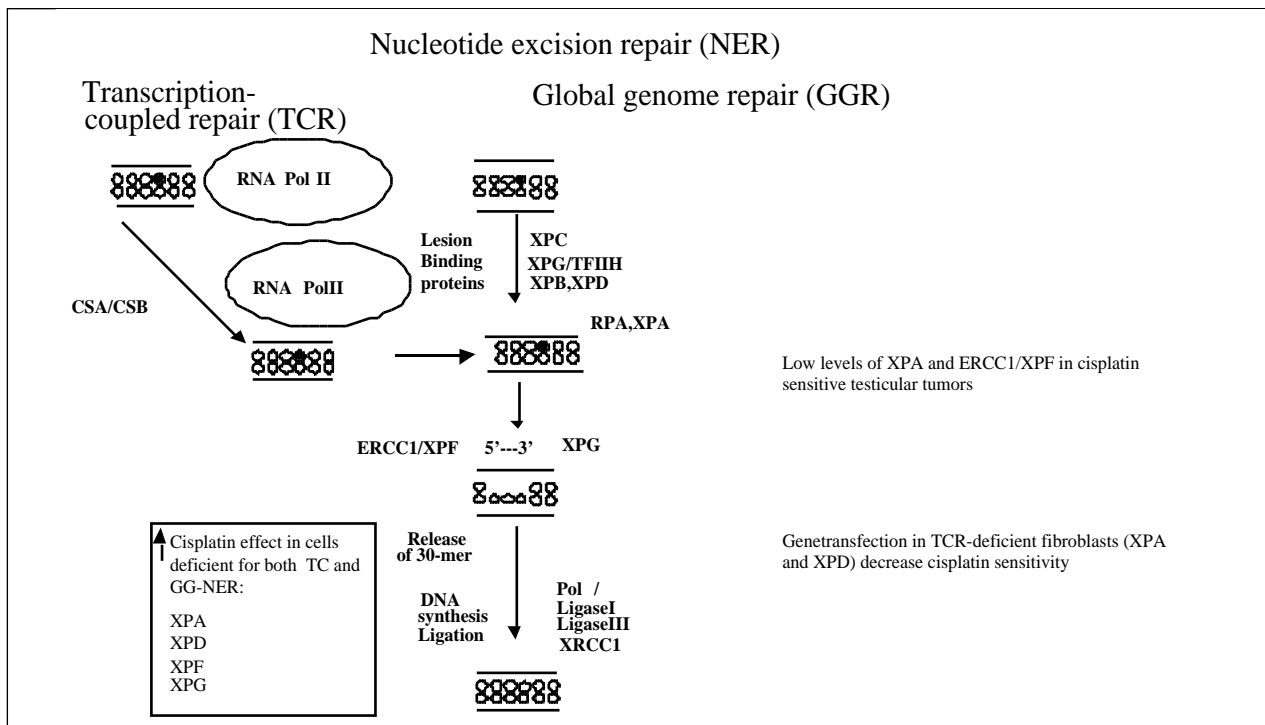 Nucleotide excision repair (NER)
Transcription-
coupled repair (TCR)
Global genome repair (GGR)
RNA Pol II
RNA PolII
CSA/CSB
Lesion
Binding
proteins
XPC
XPG/TFIIH
XPB,XPD
RPA,XPA
Low levels of XPA and ERCC1/XPF in cisplatin
sensitive testicular tumors
ERCC1/XPF 5’---3’ XPG
Cisplatin effect in cells
deficient for both TC and
GG-NER:
XPA
XPD
XPF
XPG
Release
of 30-mer
DNA
synthesis
Ligation
Pol /
LigaseI
LigaseIII
XRCC1
Genetransfection in TCR-deficient fibroblasts (XPA
and XPD) decrease cisplatin sensitivity